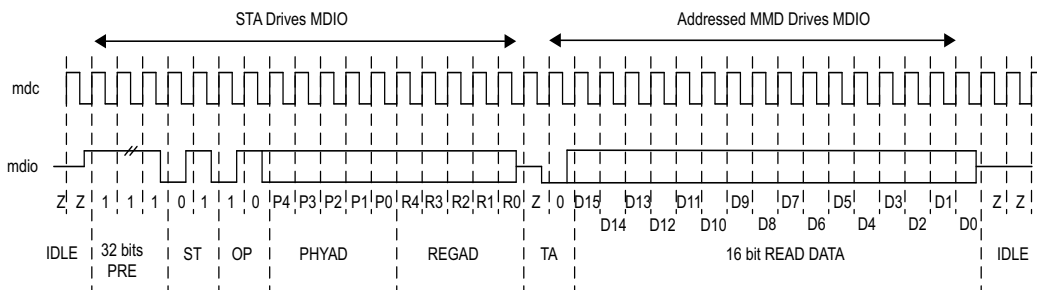 STA Drives MDIO Addressed MMD Drives MDIO
mdc
mdio
Z Z 1 1 1 0 1 1 0 P4 P3 P2 P1 P0 R4 R3 R2 R1 R0 Z 0 D15 D13 D11 D9 D7 D5 D3 D1 Z Z
D14 D12 D10 D8 D6 D4 D2 D0
IDLE 32 bits ST OP PHYAD REGAD TA 16 bit READ DATA IDLE
PRE